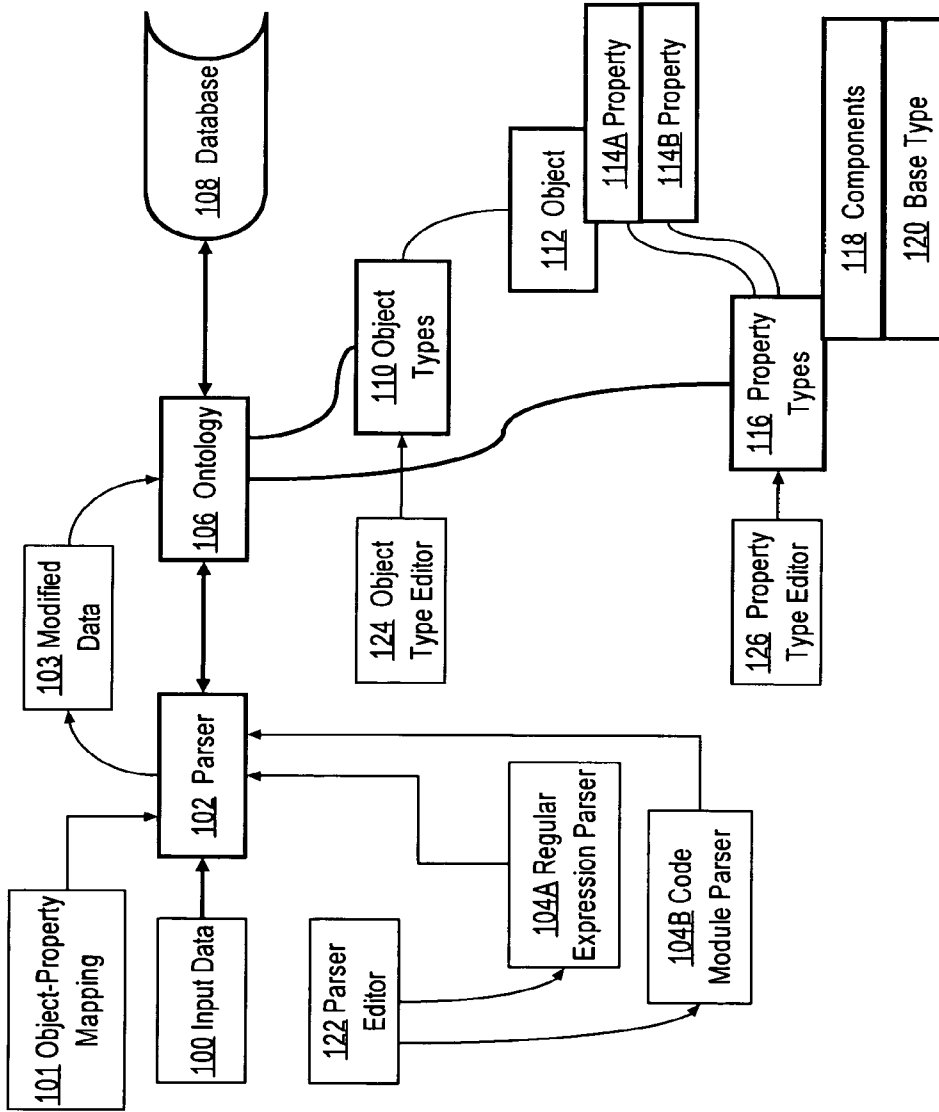 101 Object-Property
Mapping
103 Modified
Data
100 Input Data
102 Parser
106 Ontology
108 Database
122 Parser
Editor
124 Object
Type Editor
110 Object
Types
104A Regular
Expression Parser
112 Object
114A Property
114B Property
104B Code
Module Parser
126 Property
Type Editor
116 Property
Types
118 Components
120 Base Type